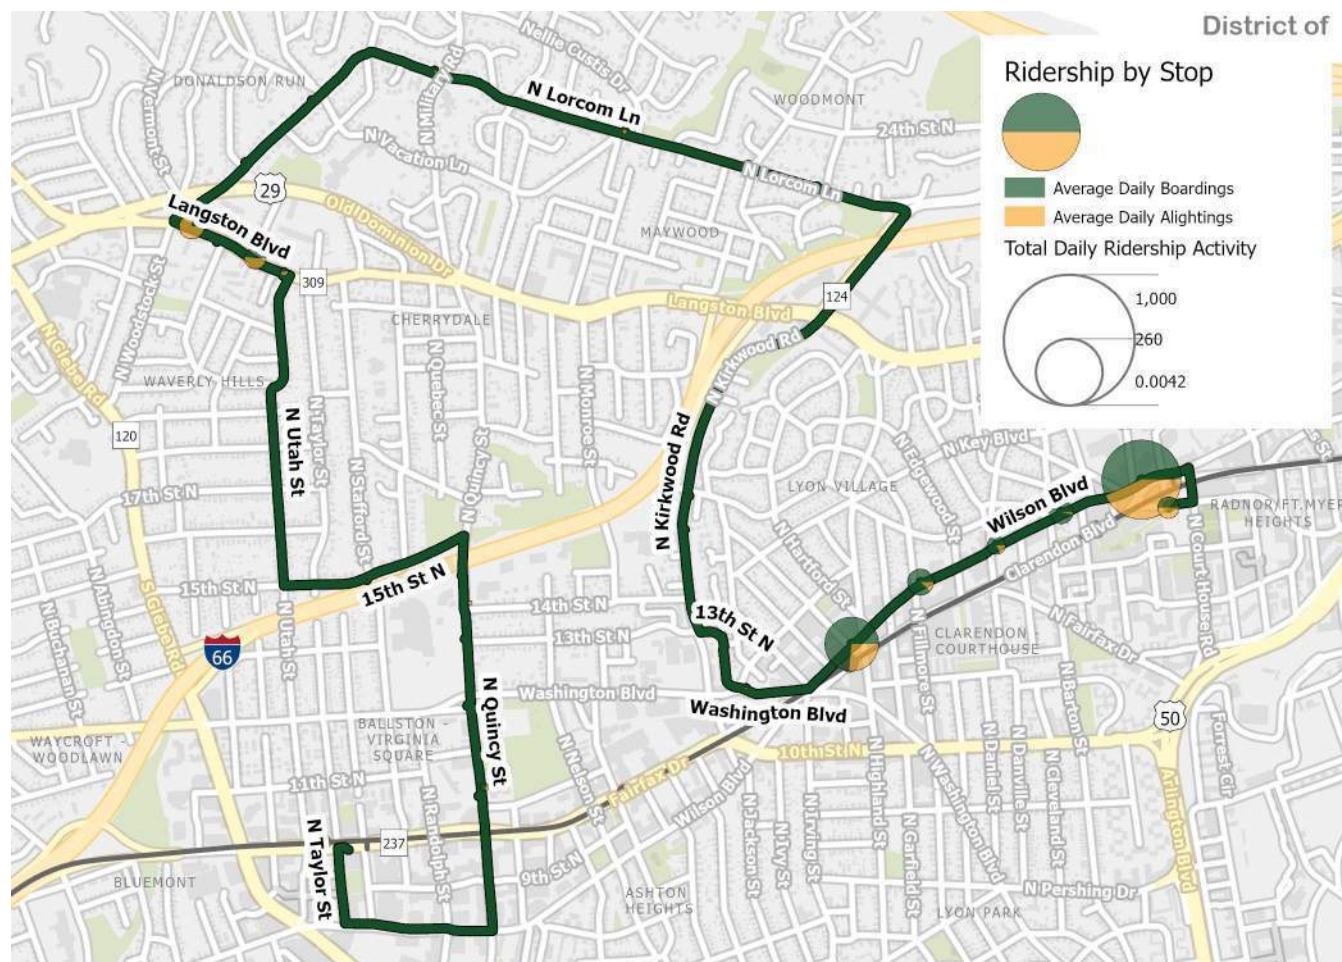 District of
Ridership by Stop
Average Daily Boardings
Average Daily Alightings
Total Daily Ridership Activity
1,000
260
0.0042
Nellie Custis Dr
N Military Rd
N Vermont St
DONALDSON RUN
N Lorcom Ln
WOODMONT
24th St N
N Vacation Ln
N Lorcom Ln
29
Langston Blvd
Old Dominion Dr
MAYWOOD
309
124
Langston Blvd
N Woodstock St
CHERRYDALE
N Kirkwood Rd
N Glebe Rd
WAVERLY HILLS
N Quebec St
N Monroe St
120
N Utah St
N Taylor St
N Stafford St
N Quincy St
N Kirkwood Rd
N Edgewood St
N Key Blvd
17th St N
LYON VILLAGE
Wilson Blvd
RADNOR/FT.MYER
HEIGHTS
Clarendon Blvd
N Hartford St
N Court House Rd
15th St N
15th St N
N Abingdon St
S Glebe Rd
N Buchanan St
N Utah St
14th St N
13th St N
13th St N
N Fillmore St
CLARENDON -
COURTHOUSE
N Fairfax Dr
66
Washington Blvd
Washington Blvd
N Quincy St
N Barton St
50
BALLSTON -
VIRGINIA
SQUARE
WAYCROFT -
WOODLAWN
10th St N
Forrest Cir
N Nelson St
11th St N
Fairfax Dr
Wilson Blvd
N Highland St
N Washington Blvd
N Daniel St
N Danville St
N Cleveland St
Arlington Blvd
N Taylor St
237
N Randolph St
9th St N
N Jackson St
N Ivy St
N Irving St
N Garfield St
BLUEMONT
ASHTON
HEIGHTS
N Pershing Dr
LYON PARK